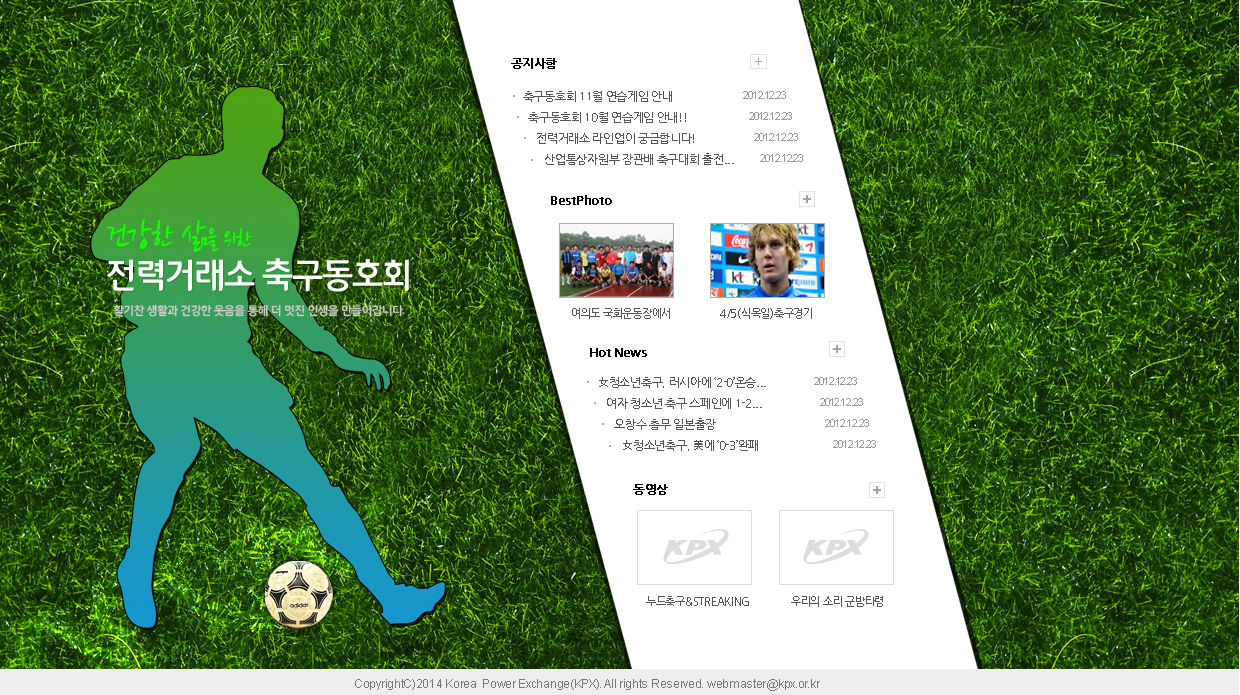 건강한 삶을 위한
전력거래소 축구동호회
활기찬 생활과 건강한 웃음을 통해 더 멋진 인생을 만들어갑니다.
adidas
공지사항
축구동호회 11월 연습게임 안내 2012.12.23
축구동호회 10월 연습게임 안내!! 2012.12.23
전력거래소 라인업이 궁금합니다! 2012.12.23
산업통상자원부 장관배 축구대회 출전... 2012.12.23
BestPhoto
여의도 국회운동장에서 4/5(식목일)축구경기
Hot News
女청소년축구, 러시아에 '2-0'온승... 2012.12.23
여자 청소년 축구 스페인에 1-2... 2012.12.23
오창수 총무 일본출장 2012.12.23
女청소년축구, 美에 '0-3'완패 2012.12.23
동영상
KPX KPX
누드축구&STREAKING 우리의 소리 군밤타령
CopyrightC)2014 Korea Power Exchange(KPX). All rights Reserved. webmaster@kpx.or.kr